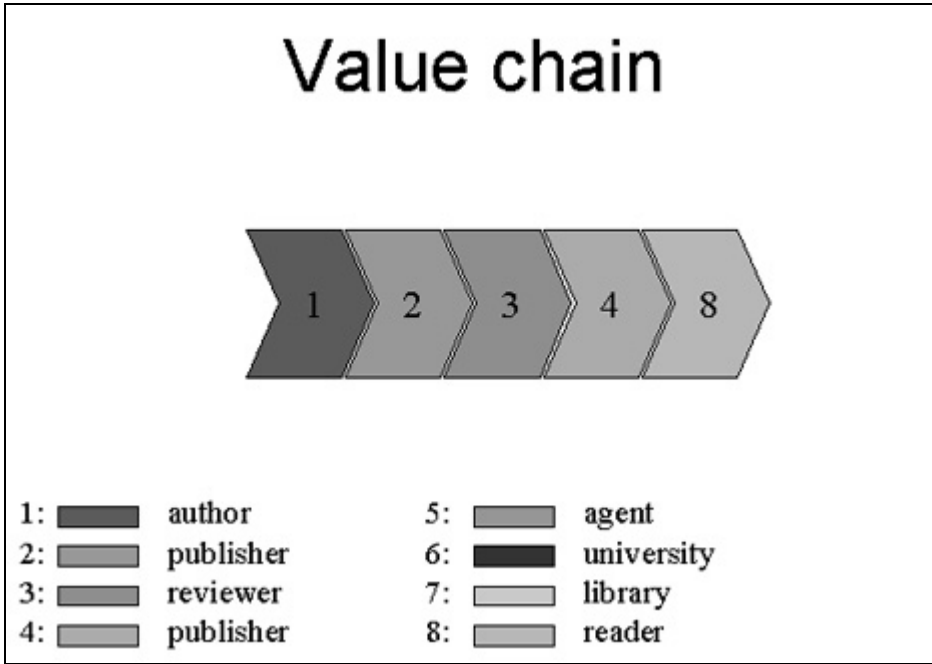 Value chain
1 2 3 4 8
1: author 5: agent
2: publisher 6: university
3: reviewer 7: library
4: publisher 8: reader